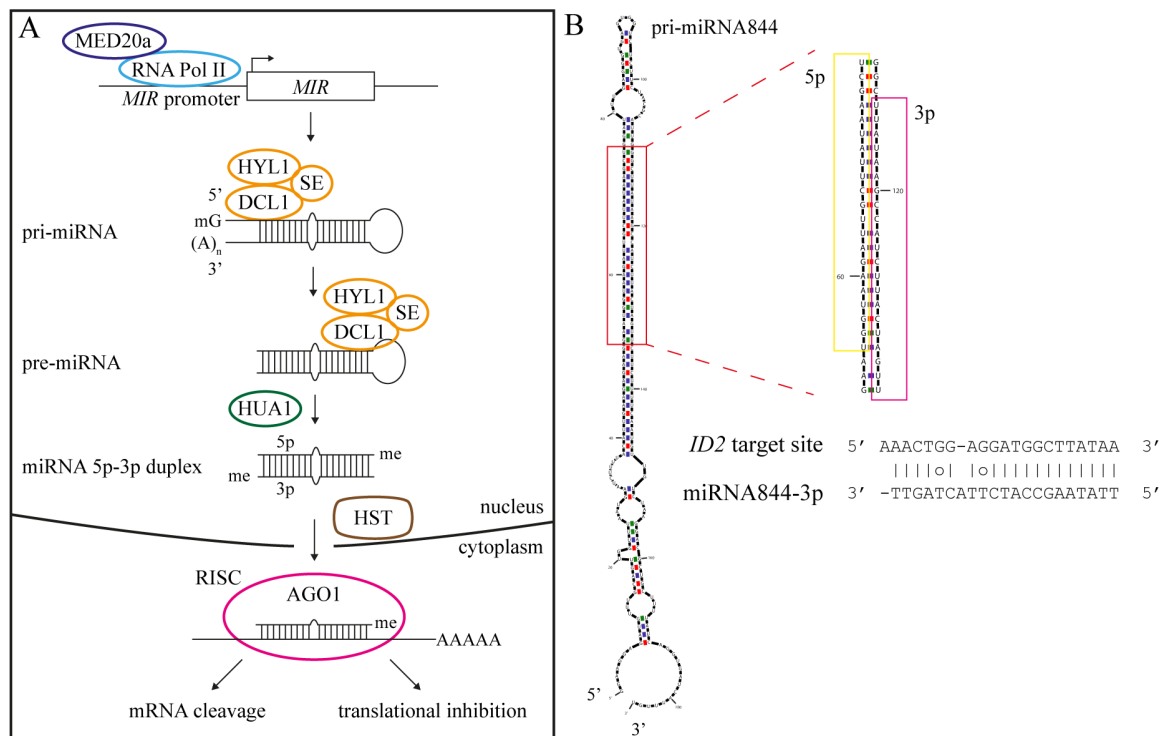 A
MED20a
RNA Pol II
MIR promoter
MIR
HYL1
SE
5’
DCL1
mG
pri-miRNA
(A)n
3’
HYL1
SE
DCL1
pre-miRNA
HUA1
5p
me
miRNA 5p-3p duplex
me
3p
nucleus
HST
cytoplasm
RISC
AGO1
me
AAAAA
mRNA cleavage
translational inhibition
B
pri-miRNA844
5p
3p
120
60
ID2 target site 5’ AAACTGG-AGGATGGCTTATAA 3’
miRNA844-3p 3’ -TTGATCATTCTACCGAATATT 5’
5’
3’